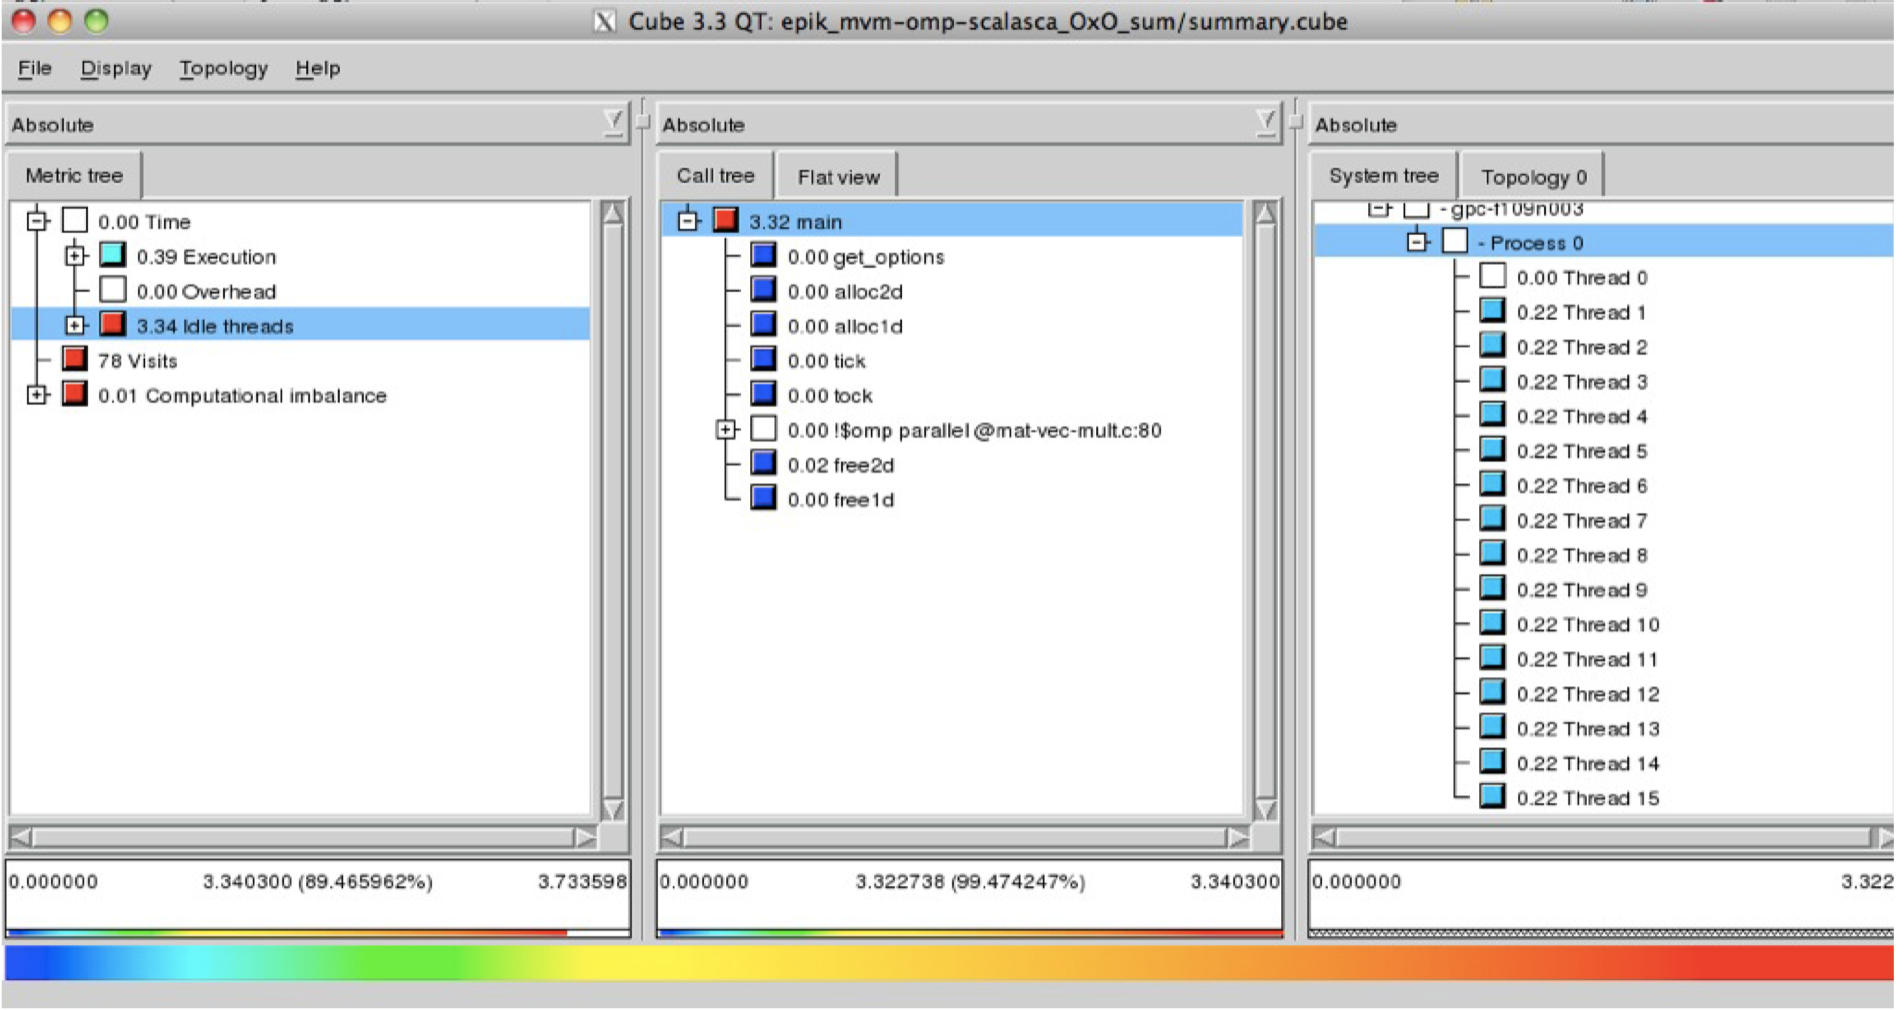 Cube 3.3 QT: epik_mvm-omp-scalasca_OxO_sum/summary.cube
File Display Topology Help
Absolute
Metric tree
0.00 Time
0.39 Execution
0.00 Overhead
3.34 Idle threads
78 Visits
0.01 Computational imbalance
0.000000 3.340300 (89.465962%) 3.733598
Absolute
Call tree Flat view
3.32 main
0.00 get_options
0.00 alloc2d
0.00 alloc1d
0.00 tick
0.00 tock
0.00 !$omp parallel @mat-vec-mult.c:80
0.02 free2d
0.00 free1d
0.000000 3.322738 (99.474247%) 3.340300
Absolute
System tree Topology 0
- gpc-f109n003
- Process 0
0.00 Thread 0
0.22 Thread 1
0.22 Thread 2
0.22 Thread 3
0.22 Thread 4
0.22 Thread 5
0.22 Thread 6
0.22 Thread 7
0.22 Thread 8
0.22 Thread 9
0.22 Thread 10
0.22 Thread 11
0.22 Thread 12
0.22 Thread 13
0.22 Thread 14
0.22 Thread 15
0.000000 3.322